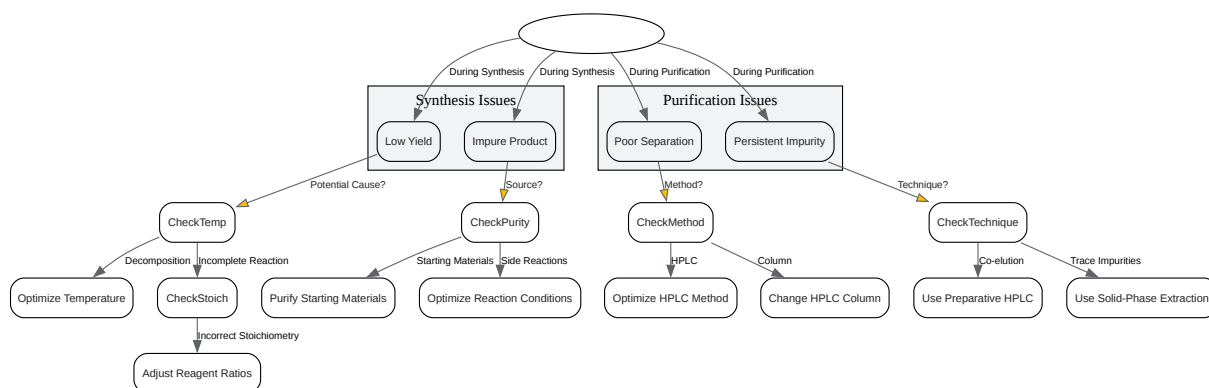 During Synthesis
During Synthesis
During Purification
During Purification
Synthesis Issues
Purification Issues
Low Yield
Impure Product
Poor Separation
Persistent Impurity
Potential Cause?
Source?
Method?
Technique?
CheckTemp
CheckPurity
CheckMethod
CheckTechnique
Decomposition
Incomplete Reaction
Starting Materials
Side Reactions
HPLC
Column
Co-elution
Trace Impurities
Optimize Temperature
CheckStoich
Purify Starting Materials
Optimize Reaction Conditions
Optimize HPLC Method
Change HPLC Column
Use Preparative HPLC
Use Solid-Phase Extraction
Incorrect Stoichiometry
Adjust Reagent Ratios